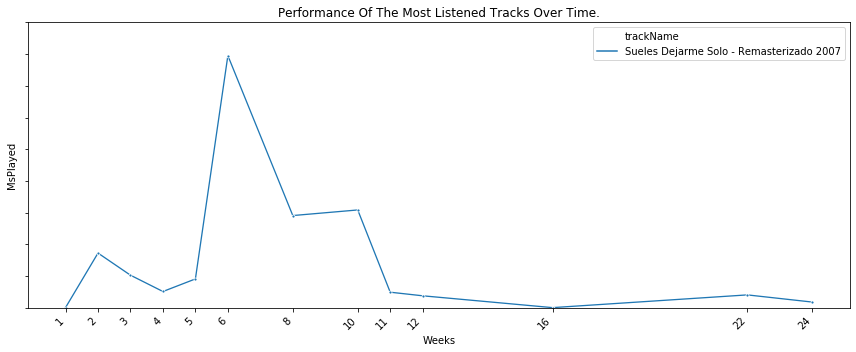 Performance Of The Most Listened Tracks Over Time.
trackName
Sueles Dejarme Solo - Remasterizado 2007
MsPlayed
1 2 3 4 5 6 8 10 11 12 16 22 24
Weeks